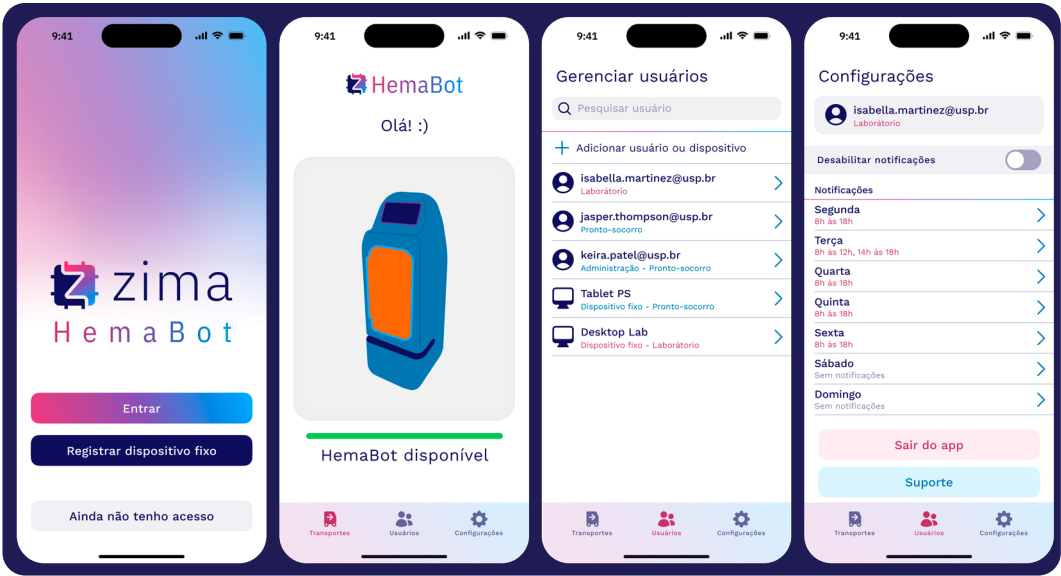 9:41
zima
HemaBot
Entrar
Registrar dispositivo fixo
Ainda não tenho acesso
9:41
HemaBot
Olá! :)
HemaBot disponível
Transportes
Usuários
Configurações
9:41
Gerenciar usuários
Pesquisar usuário
Adicionar usuário ou dispositivo
isabella.martinez@usp.br
Laboratorio
jasper.thompson@usp.br
Pronto-socorro
keira.patel@usp.br
Administração - Pronto-socorro
Tablet PS
Dispositivo fixo - Pronto-socorro
Desktop Lab
Dispositivo fixo - Laboratório
Transportes
Usuários
Configurações
9:41
Configurações
isabella.martinez@usp.br
Laborátorio
Desabilitar notificações
Notificações
Segunda
8h às 18h
Terça
8h às 12h, 14h ás 18h
Quarta
8h às 18h
Quinta
8h às 18h
Sexta
8h às 18h
Sábado
Sem notificações
Domingo
Sem notificações
Sair do app
Suporte
Transportes
Usuários
Configurações